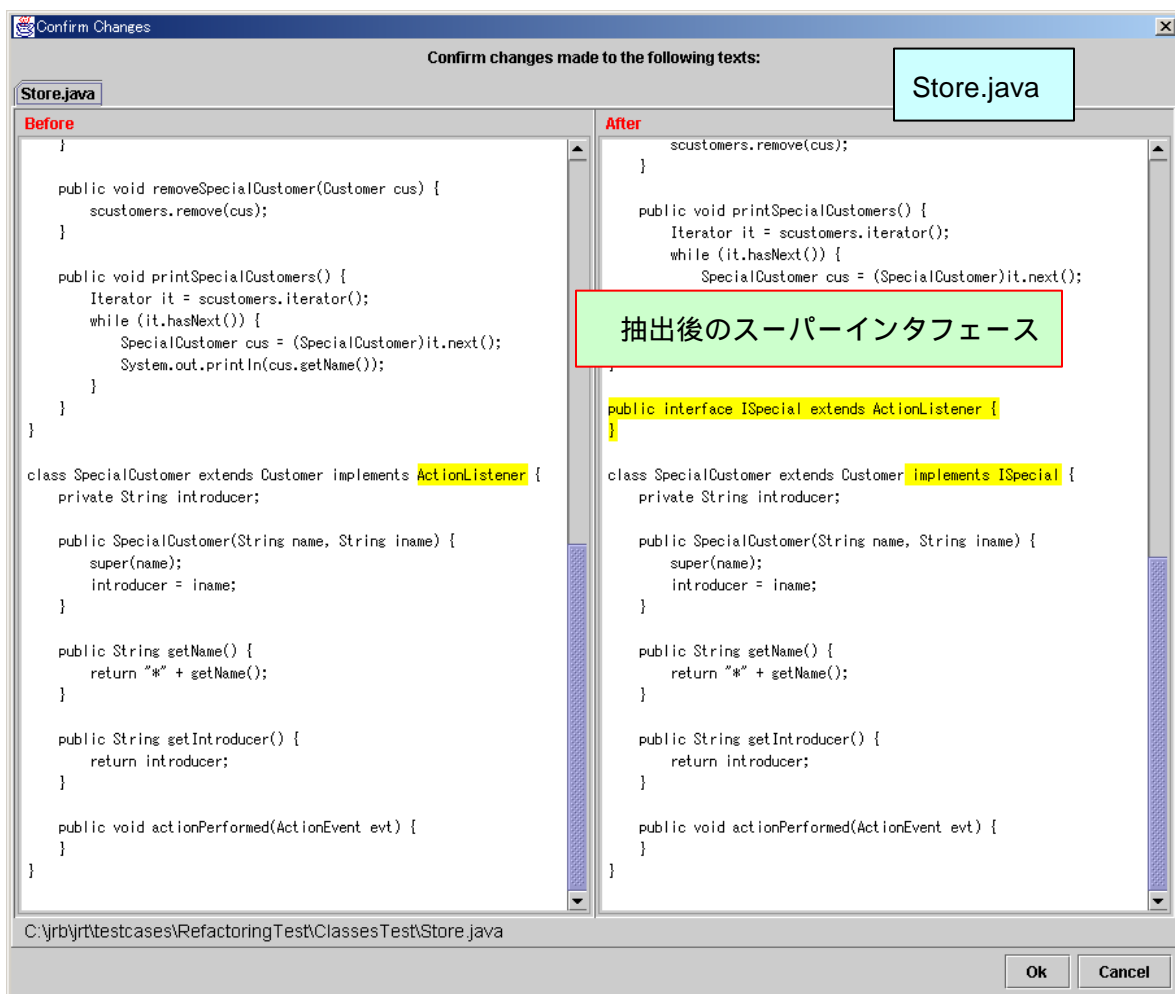 Confirm Changes
Confirm changes made to the following texts:
Store.java
Store.java
Before
}
public void removeSpecialCustomer(Customer cus) {
scustomers.remove(cus);
}
public void printSpecialCustomers() {
Iterator it = scustomers.iterator();
while (it.hasNext()) {
SpecialCustomer cus = (SpecialCustomer)it.next();
System.out.println(cus.getName());
}
}
}
class SpecialCustomer extends Customer implements ActionListener {
private String introducer;
public SpecialCustomer(String name, String iname) {
super(name);
introducer = iname;
}
public String getName() {
return "*" + getName();
}
public String getIntroducer() {
return introducer;
}
public void actionPerformed(ActionEvent evt) {
}
}
After
scustomers.remove(cus);
}
public void printSpecialCustomers() {
Iterator it = scustomers.iterator();
while (it.hasNext()) {
SpecialCustomer cus = (SpecialCustomer)it.next();
抽出後のスーパーインタフェース
}
public interface ISpecial extends ActionListener {
}
class SpecialCustomer extends Customer implements ISpecial {
private String introducer;
public SpecialCustomer(String name, String iname) {
super(name);
introducer = iname;
}
public String getName() {
return "*" + getName();
}
public String getIntroducer() {
return introducer;
}
public void actionPerformed(ActionEvent evt) {
}
}
C:\jrb\jrt\testcases\RefactoringTest\ClassesTest\Store.java
Ok
Cancel